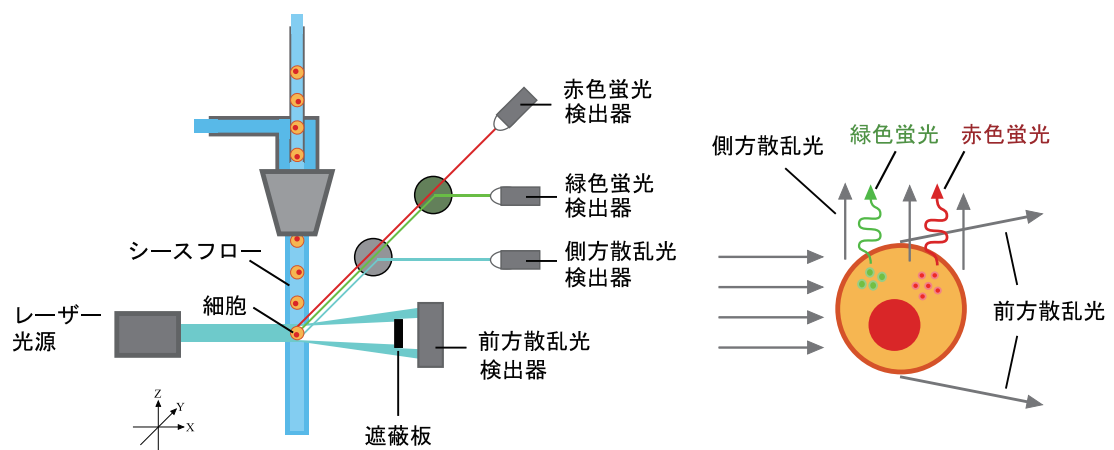 赤色蛍光
検出器
緑色蛍光
検出器
側方散乱光
検出器
シースフロー
細胞
レーザー
光源
前方散乱光
検出器
遮蔽板
Z
Y
X
緑色蛍光
赤色蛍光
側方散乱光
前方散乱光